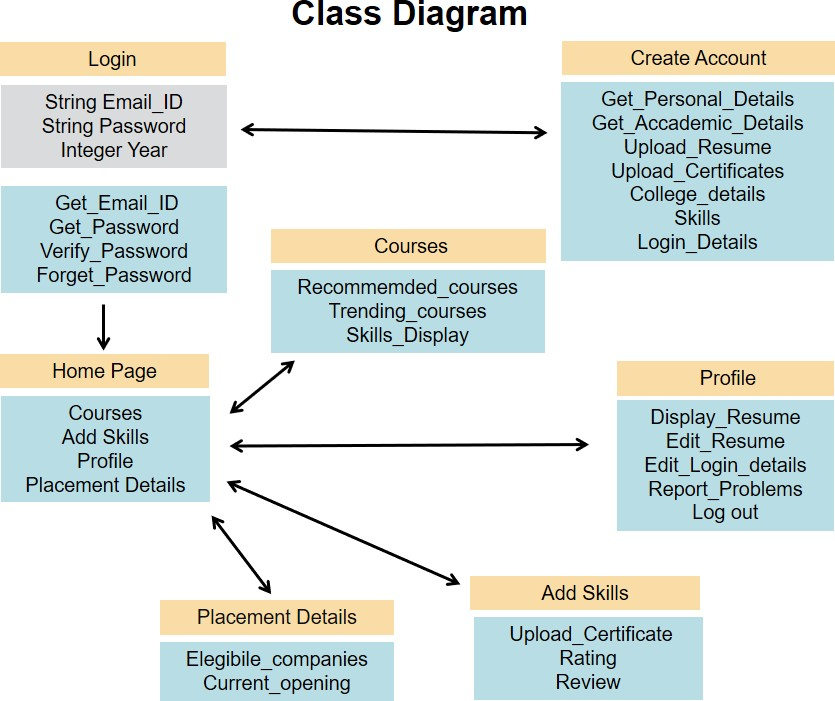 Class Diagram
Login
String Email_ID
String Password
Integer Year
Get_Email_ID
Get_Password
Verify_Password
Forget_Password
Create Account
Get_Personal_Details
Get_Accademic_Details
Upload_Resume
Upload_Certificates
College_details
Skills
Login_Details
Courses
Recommemded_courses
Trending_courses
Skills_Display
Home Page
Courses
Add Skills
Profile
Placement Details
Profile
Display_Resume
Edit_Resume
Edit_Login_details
Report_Problems
Log out
Placement Details
Elegibile_companies
Current_opening
Add Skills
Upload_Certificate
Rating
Review